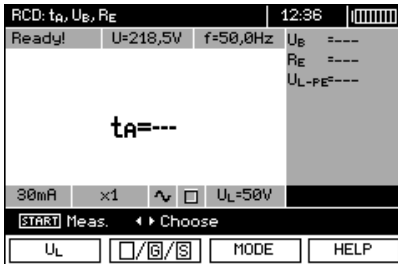 RCD: tA, UB, RE 12:36
Ready! U=218,5V f=50,0Hz
UB =---
RE =---
UL-PE=---
tA=---
30mA x1 UL=50V
START Meas. Choose
UL □/G/S MODE HELP